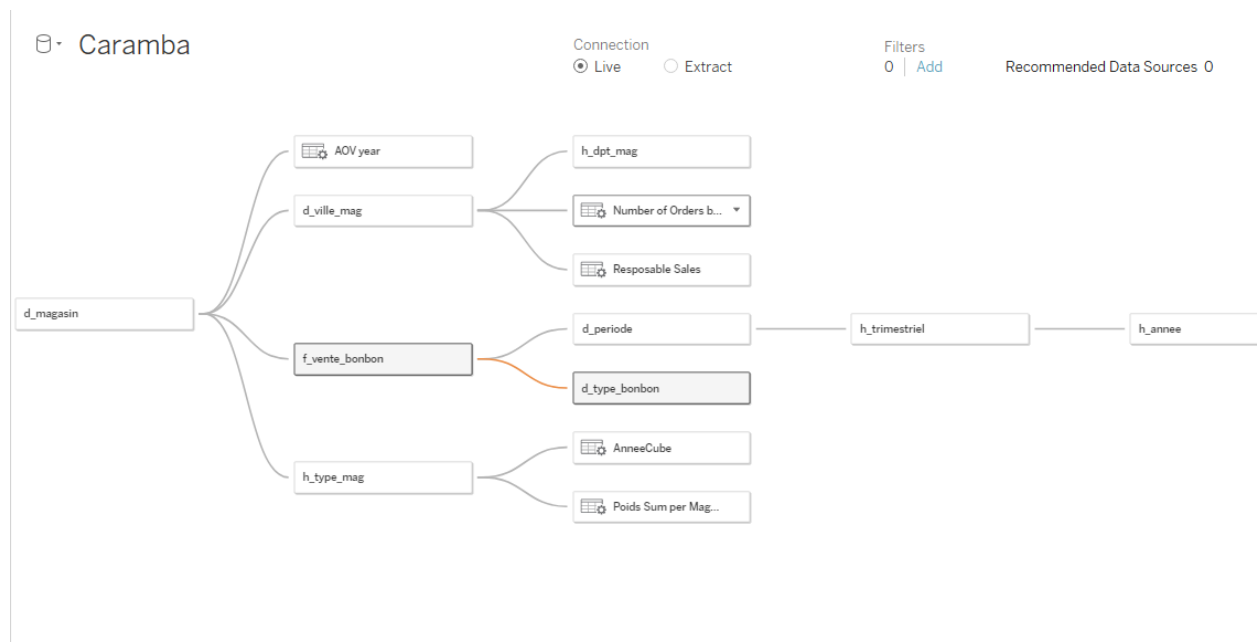 Caramba
Connection
Live
Extract
Filters
0 | Add
Recommended Data Sources 0
AOV year
h_dpt_mag
d_ville_mag
Number of Orders b...
Resposable Sales
d_magasin
d_periode
h_trimestriel
h_annee
f_vente_bonbon
d_type_bonbon
AnneeCube
h_type_mag
Poids Sum per Mag...